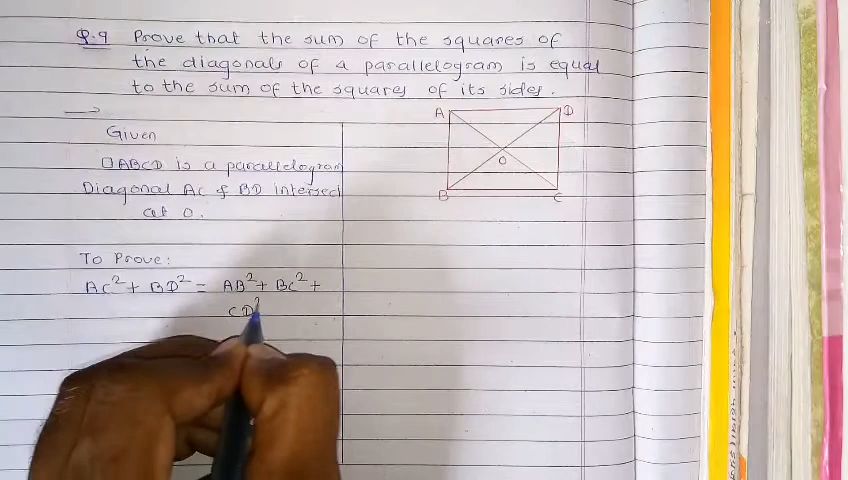 Q.9 Prove that the sum of the squares of
the diagonals of a parallelogram is equal
to the sum of the squares of its sides.
A D
Given
□ABCD is a parallelogram
O
Diagonal AC & BD intersect
B C
at O.
To Prove:
AC² + BD² = AB² + BC² +
CD²